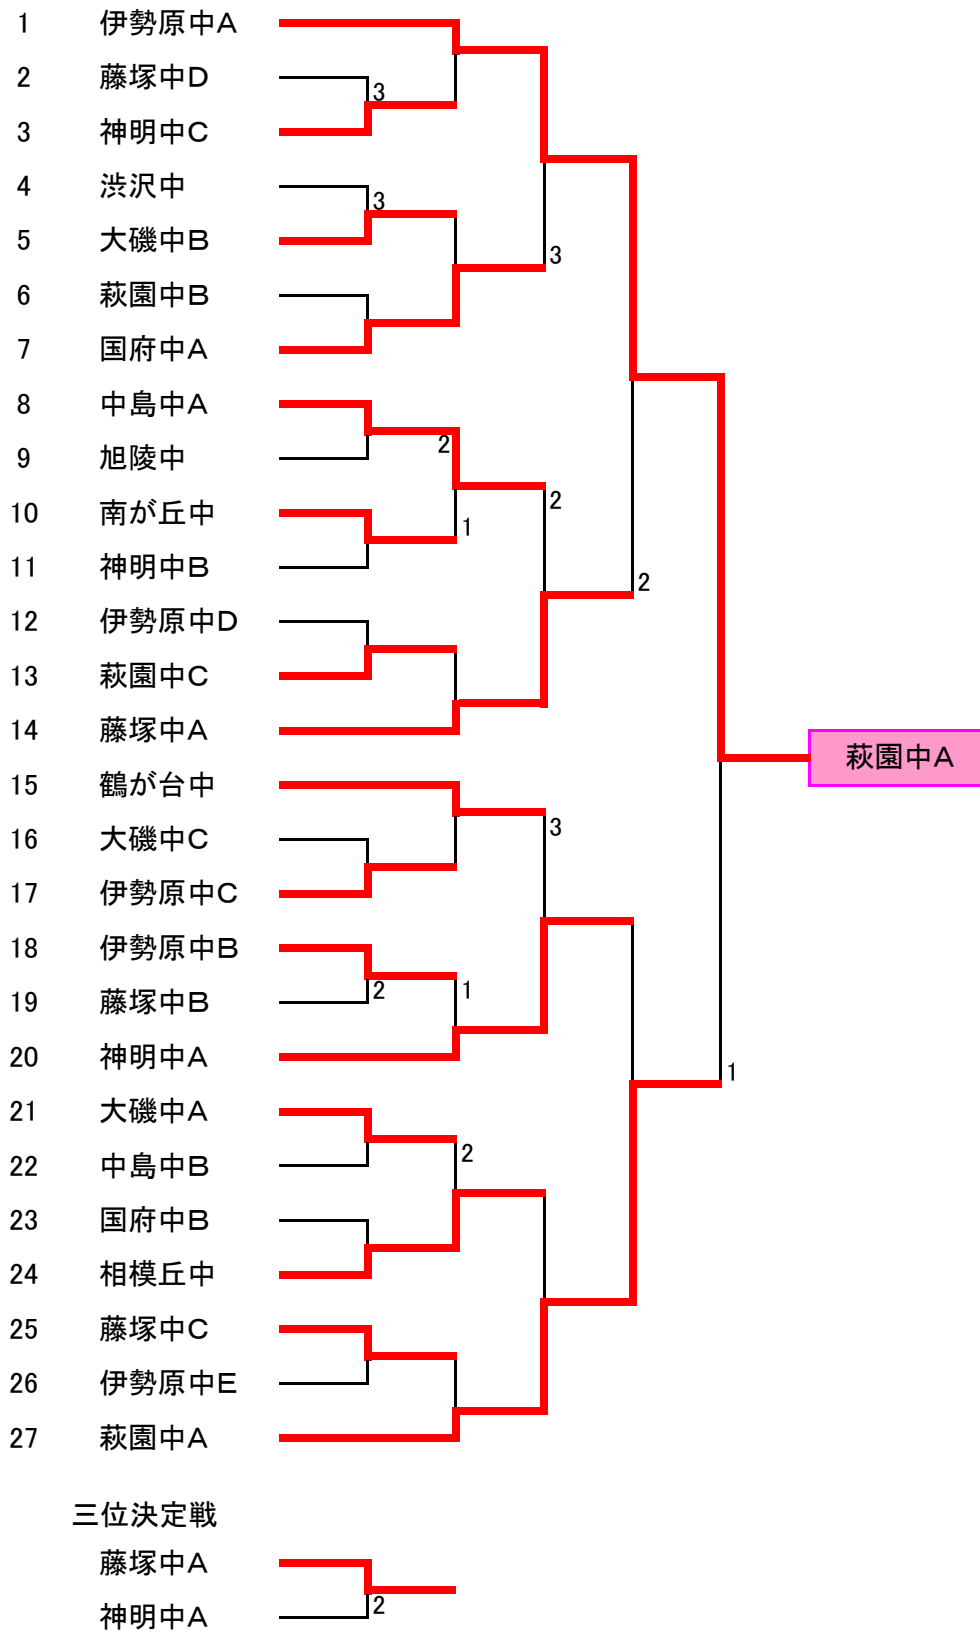 1 伊勢原中A
2 藤塚中D
3
3 神明中C
4 渋沢中
3
5 大磯中B
3
6 萩園中B
7 国府中A
8 中島中A
2
9 旭陵中
2
10 南が丘中
1
11 神明中B
2
12 伊勢原中D
13 萩園中C
14 藤塚中A
萩園中A
15 鶴が台中
3
16 大磯中C
17 伊勢原中C
18 伊勢原中B
2 1
19 藤塚中B
20 神明中A
1
21 大磯中A
2
22 中島中B
23 国府中B
24 相模丘中
25 藤塚中C
26 伊勢原中E
27 萩園中A
三位決定戦
藤塚中A
2
神明中A